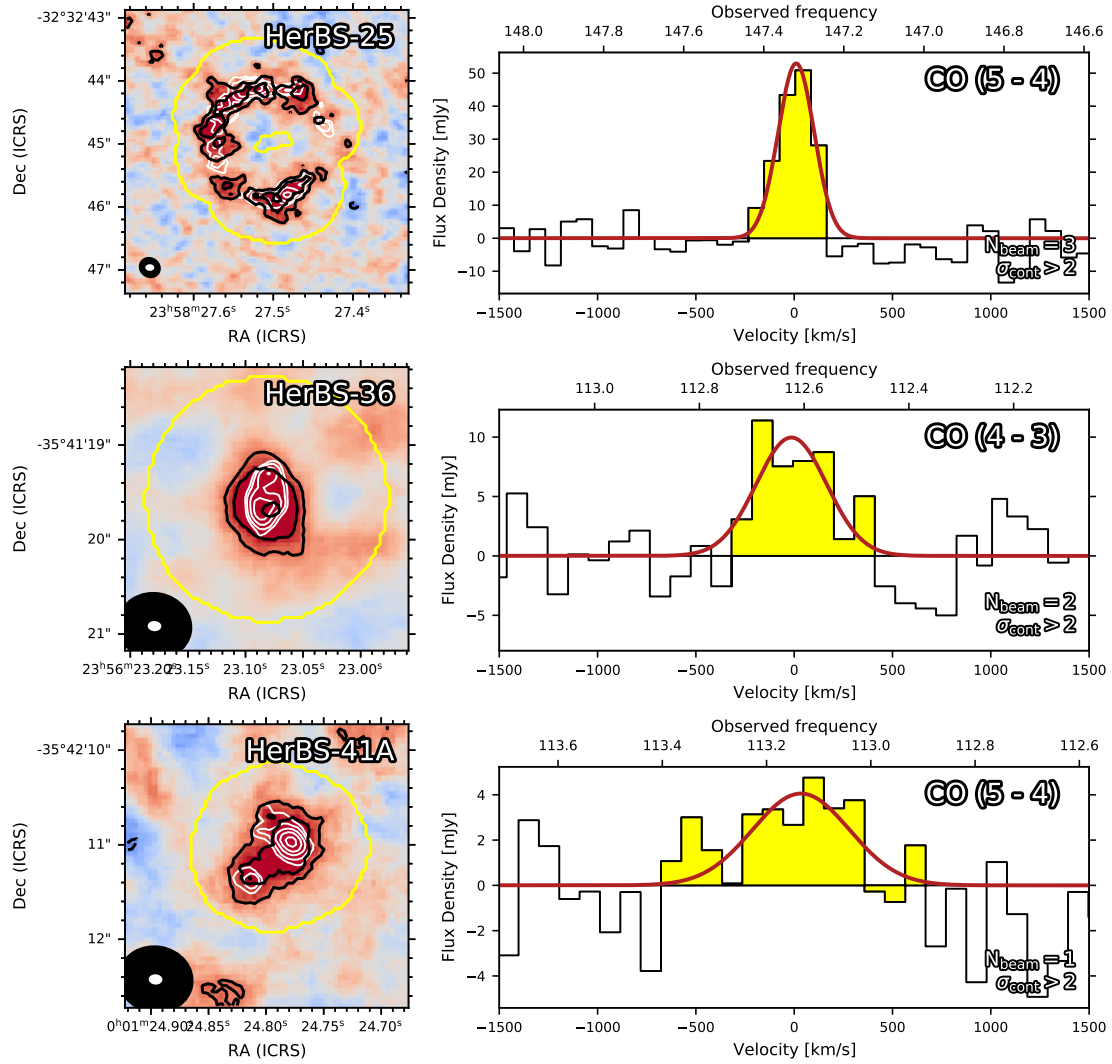 HerBS-25
-32°32'43"
44"
45"
46"
47"
Dec (ICRS)
23ʰ58ᵐ27.6ˢ 27.5ˢ 27.4ˢ
RA (ICRS)
Observed frequency
148.0 147.8 147.6 147.4 147.2 147.0 146.8 146.6
CO (5 - 4)
Flux Density [mJy]
50
40
30
20
10
0
−10
N_beam = 3
σ_cont > 2
−1500 −1000 −500 0 500 1000 1500
Velocity [km/s]
HerBS-36
-35°41'19"
20"
21"
Dec (ICRS)
23ʰ56ᵐ23.20ˢ 23.15ˢ 23.10ˢ 23.05ˢ 23.00ˢ
RA (ICRS)
Observed frequency
113.0 112.8 112.6 112.4 112.2
CO (4 - 3)
Flux Density [mJy]
10
5
0
−5
N_beam = 2
σ_cont > 2
−1500 −1000 −500 0 500 1000 1500
Velocity [km/s]
HerBS-41A
-35°42'10"
11"
12"
Dec (ICRS)
0ʰ01ᵐ24.90ˢ 24.85ˢ 24.80ˢ 24.75ˢ 24.70ˢ
RA (ICRS)
Observed frequency
113.6 113.4 113.2 113.0 112.8 112.6
CO (5 - 4)
Flux Density [mJy]
4
2
0
−2
−4
N_beam = 1
σ_cont > 2
−1500 −1000 −500 0 500 1000 1500
Velocity [km/s]